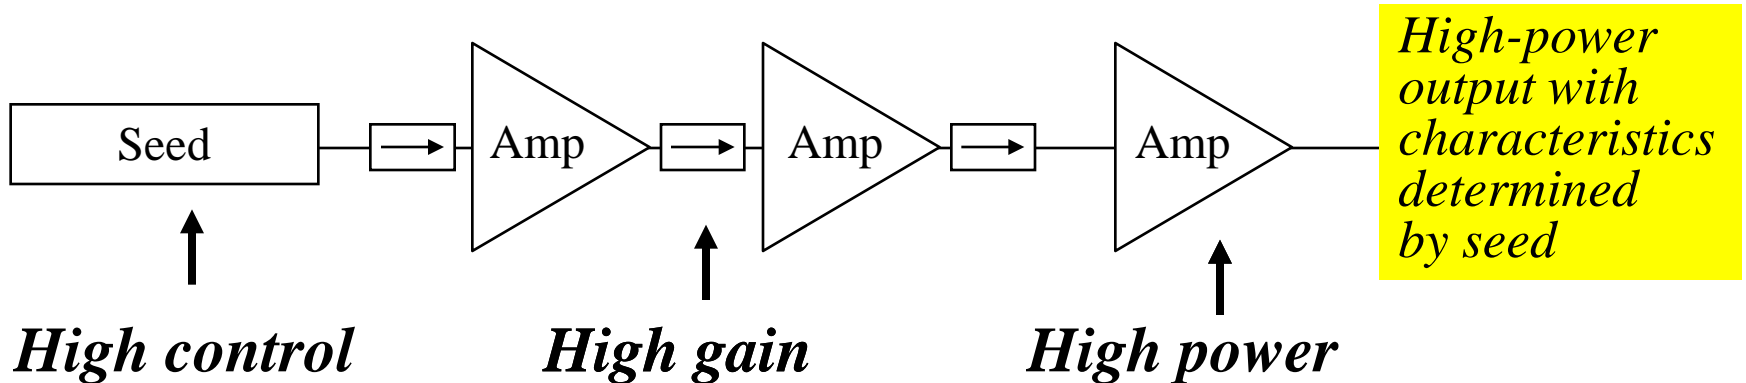 Seed
Amp
Amp
Amp
High-power
output with
characteristics
determined
by seed
High control
High gain
High power